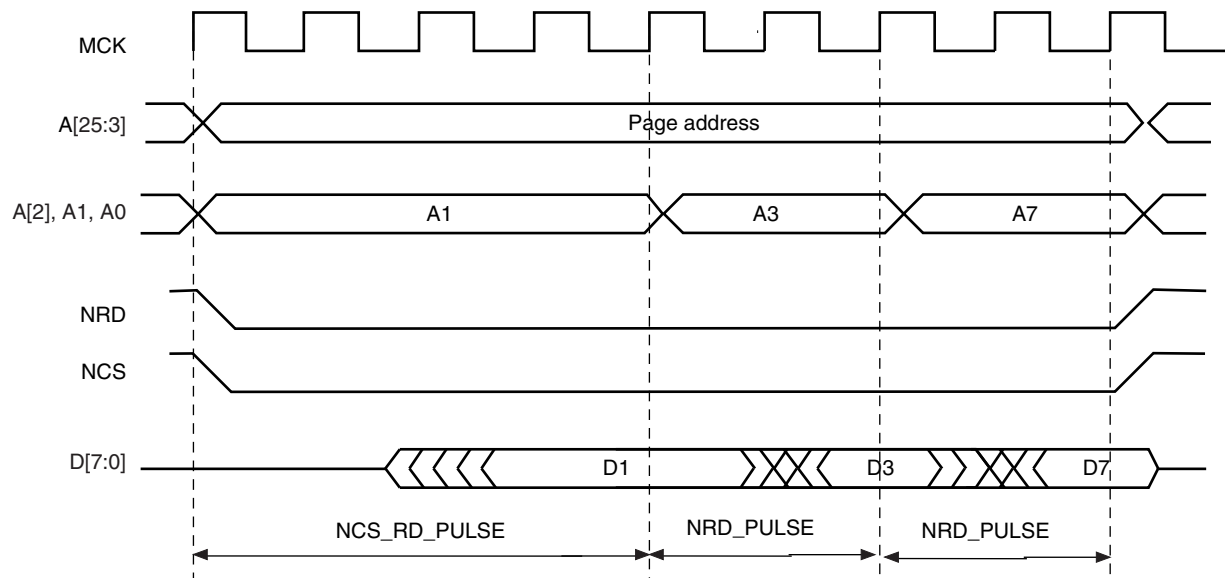 MCK
A[25:3]
Page address
A[2], A1, A0
A1
A3
A7
NRD
NCS
D[7:0]
D1
D3
D7
NCS_RD_PULSE
NRD_PULSE
NRD_PULSE